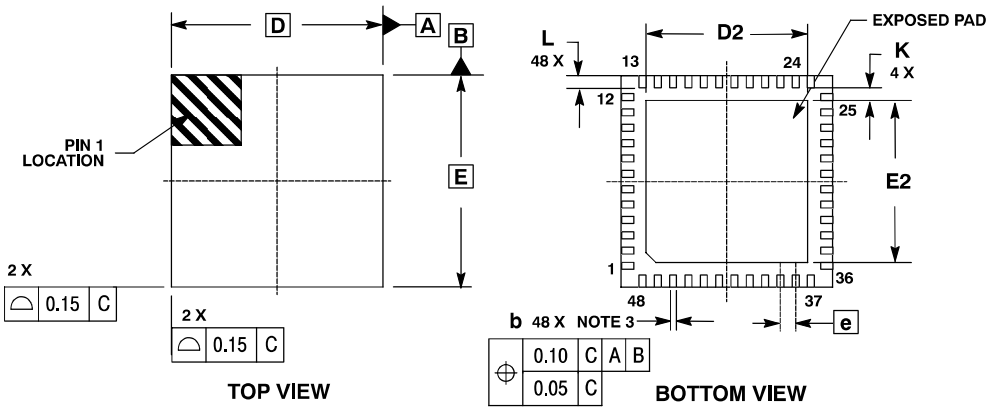 D
A
B
PIN 1
LOCATION
E
2 X
0.15 C
2 X
0.15 C
TOP VIEW
L
48 X
13
D2
24
EXPOSED PAD
K
4 X
12
25
E2
1
36
48
37
b 48 X NOTE 3
e
0.10 C A B
0.05 C
BOTTOM VIEW